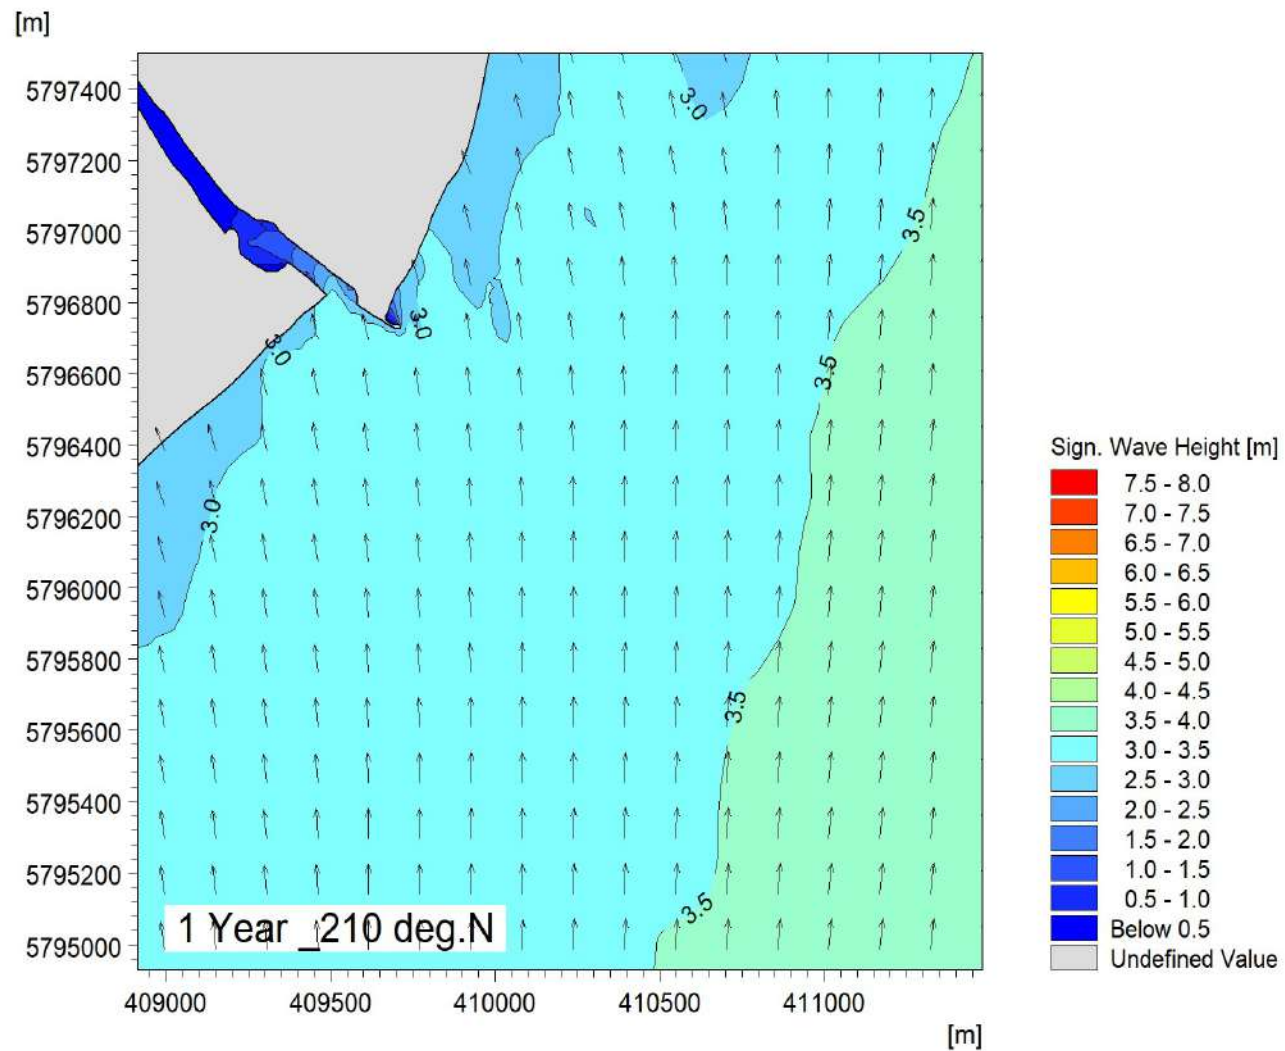 [m]
5797400
5797200
5797000
5796800
5796600
5796400
5796200
5796000
5795800
5795600
5795400
5795200
5795000
3.0
3.5
3.0
3.0
3.5
3.0
3.5
3.5
1 Year _210 deg.N
409000 409500 410000 410500 411000
[m]
Sign. Wave Height [m]
7.5 - 8.0
7.0 - 7.5
6.5 - 7.0
6.0 - 6.5
5.5 - 6.0
5.0 - 5.5
4.5 - 5.0
4.0 - 4.5
3.5 - 4.0
3.0 - 3.5
2.5 - 3.0
2.0 - 2.5
1.5 - 2.0
1.0 - 1.5
0.5 - 1.0
Below 0.5
Undefined Value